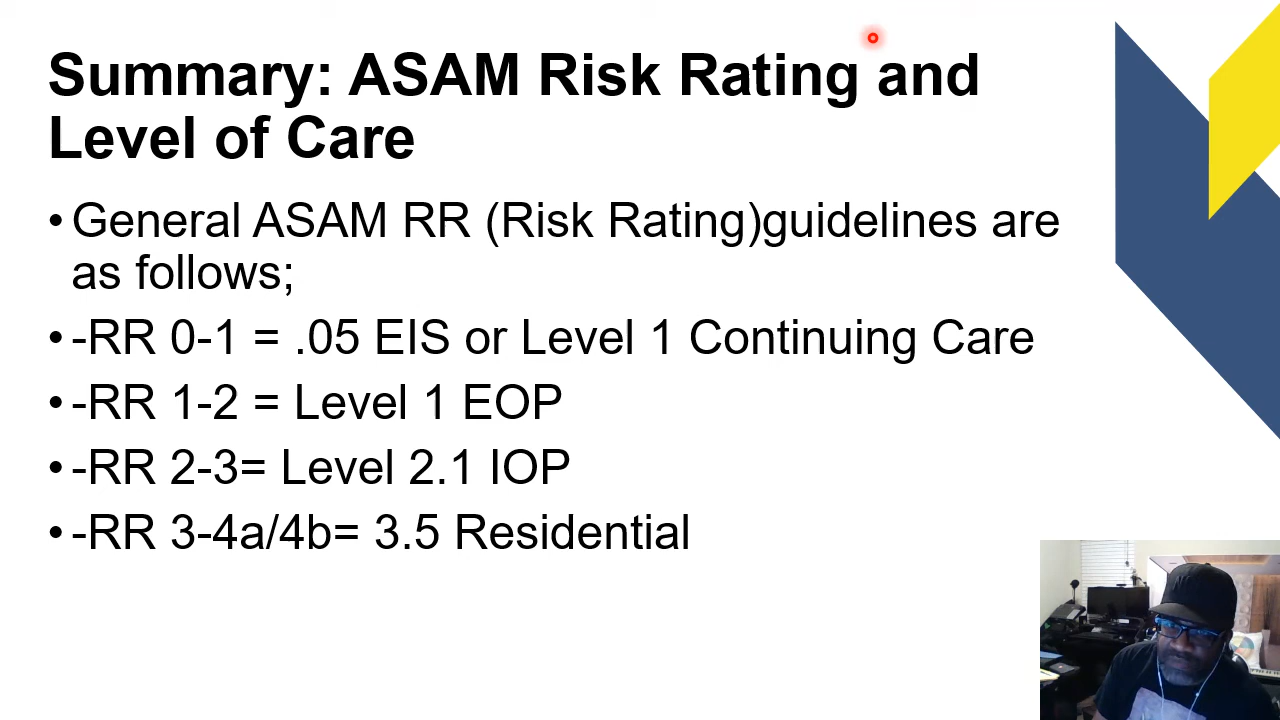 Summary: ASAM Risk Rating and
Level of Care
• General ASAM RR (Risk Rating)guidelines are
as follows;
• -RR 0-1 = .05 EIS or Level 1 Continuing Care
• -RR 1-2 = Level 1 EOP
• -RR 2-3= Level 2.1 IOP
• -RR 3-4a/4b= 3.5 Residential